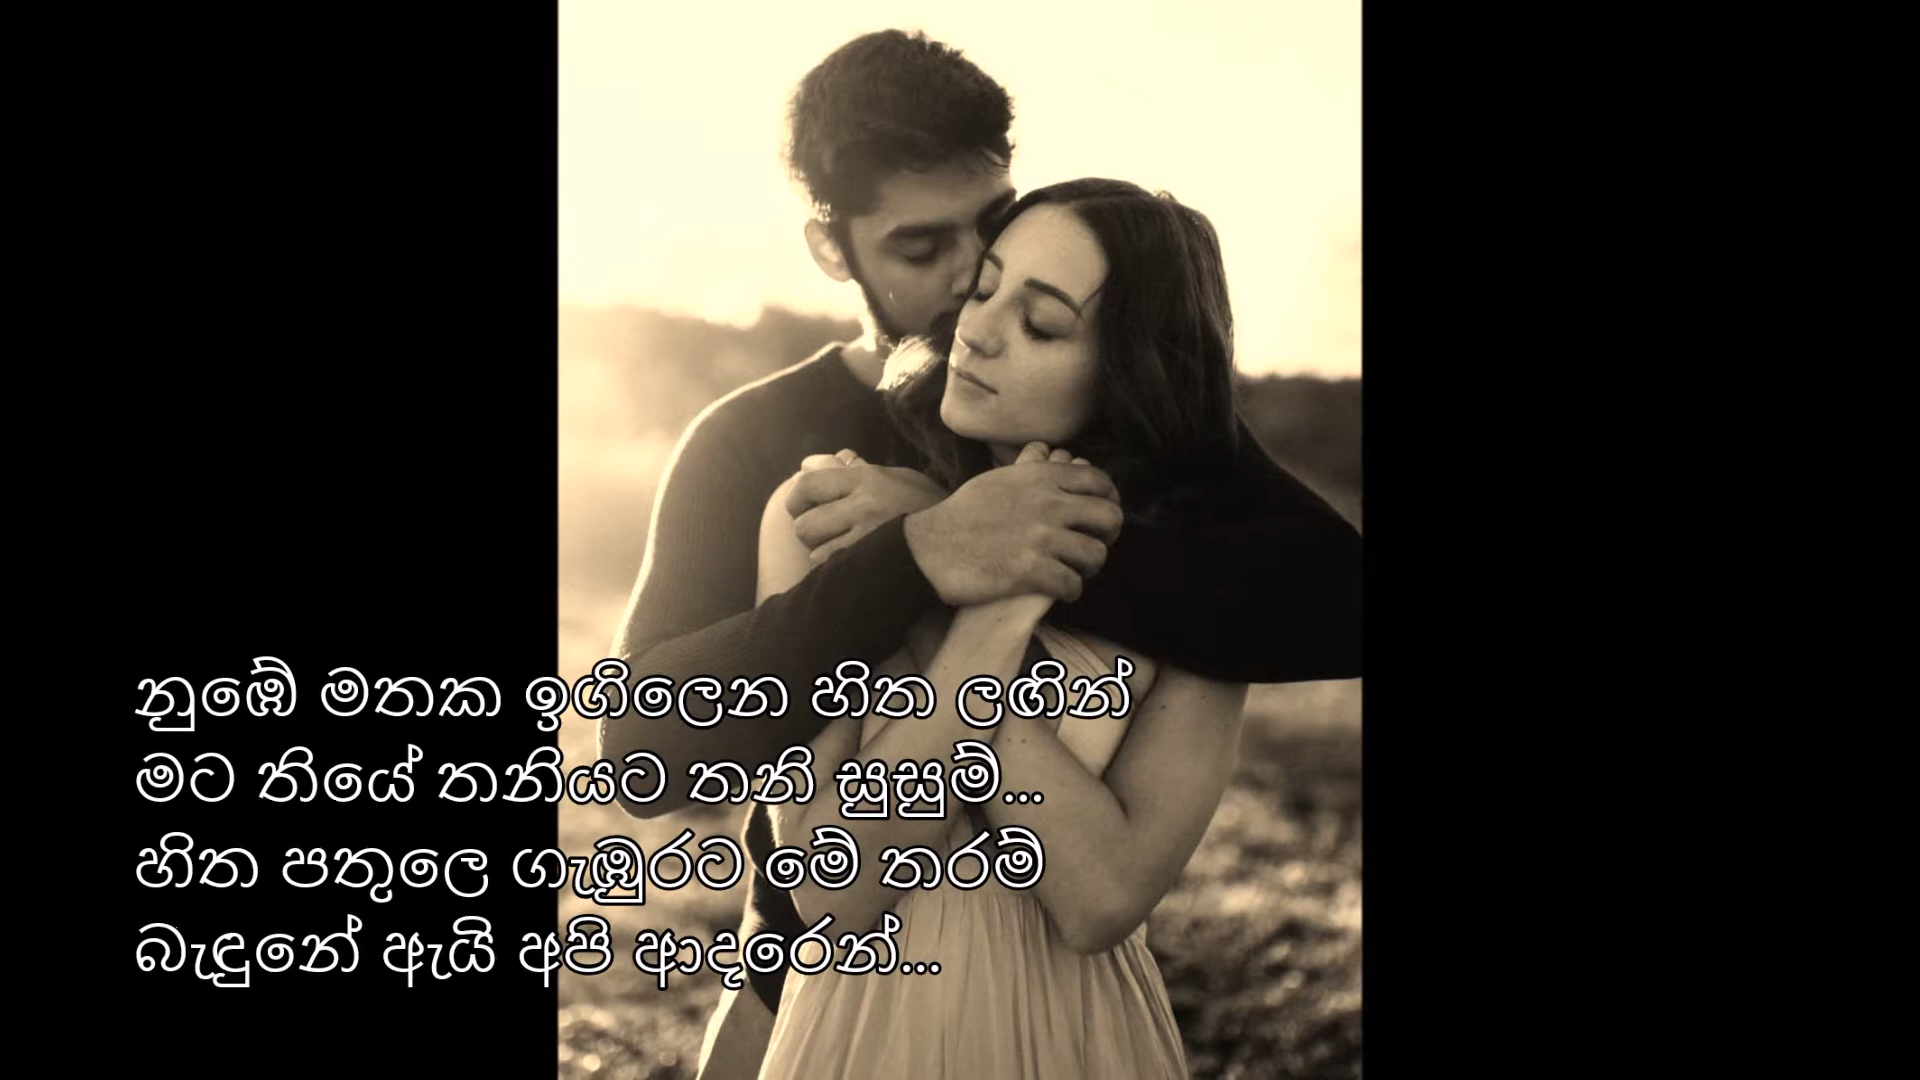 නුඹේ මතක ඉගිලෙන හිත ලඟින්
මට තියේ තනියට තනි සුසුම්...
හිත පතුලෙ ගැඹුරට මේ තරම්
බැඳුනේ ඇයි අපි ආදරෙන්...